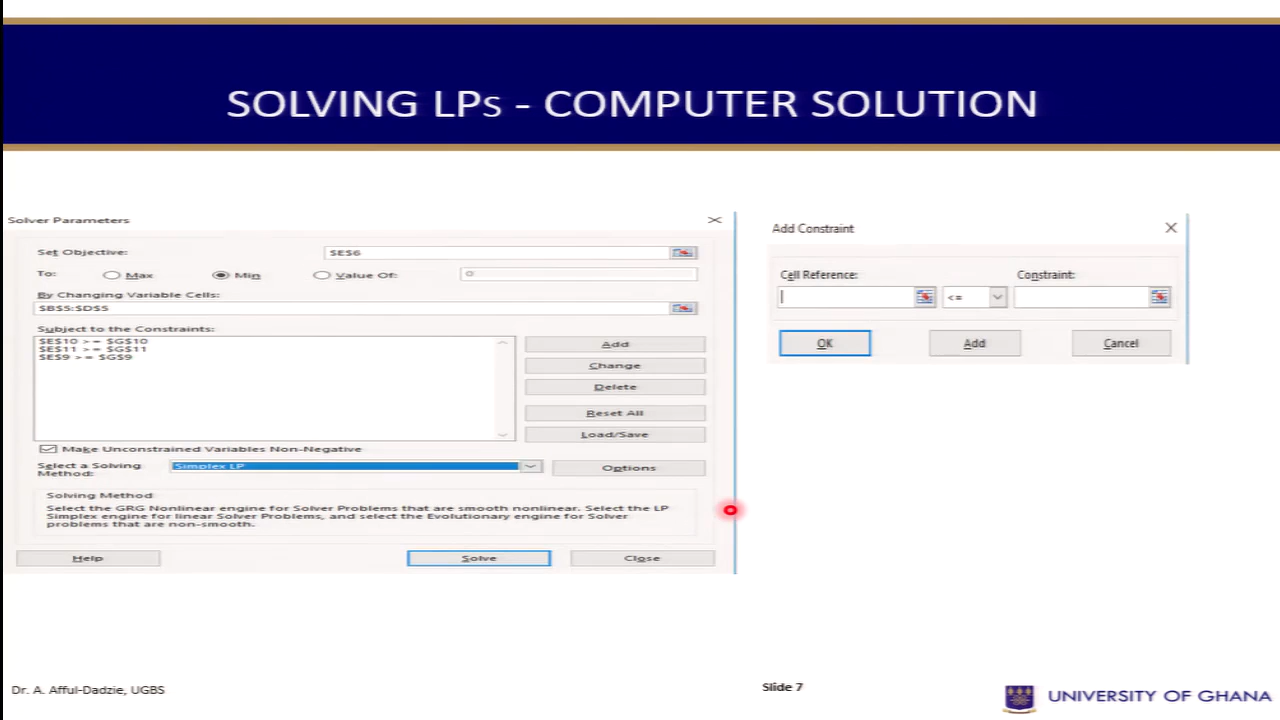 SOLVING LPs - COMPUTER SOLUTION
Solver Parameters
Set Objective:
$E$6
To:
Max
Min
Value Of:
0
By Changing Variable Cells:
$B$5:$D$5
Subject to the Constraints:
$E$10 >= $G$10
$E$11 >= $G$11
$E$9 >= $G$9
Add
Change
Delete
Reset All
Load/Save
Make Unconstrained Variables Non-Negative
Select a Solving
Method:
Simplex LP
Options
Solving Method
Select the GRG Nonlinear engine for Solver Problems that are smooth nonlinear. Select the LP
Simplex engine for linear Solver Problems, and select the Evolutionary engine for Solver
problems that are non-smooth.
Help
Solve
Close
Add Constraint
Cell Reference:
Constraint:
<=
OK
Add
Cancel
Dr. A. Afful-Dadzie, UGBS
Slide 7
UNIVERSITY OF GHANA